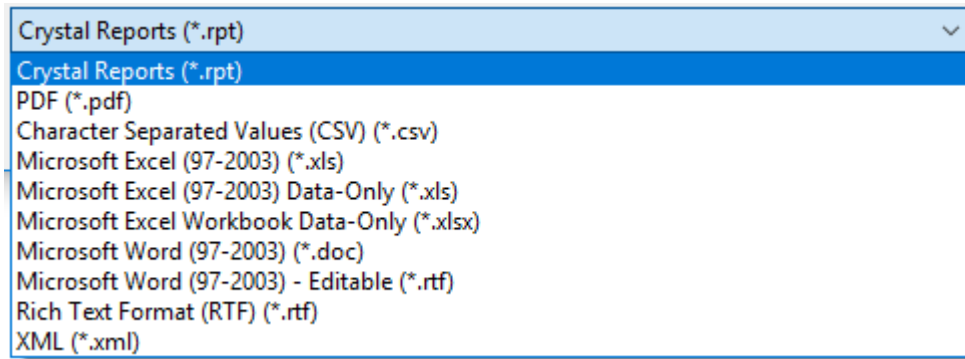 Crystal Reports (*.rpt)
Crystal Reports (*.rpt)
PDF (*.pdf)
Character Separated Values (CSV) (*.csv)
Microsoft Excel (97-2003) (*.xls)
Microsoft Excel (97-2003) Data-Only (*.xls)
Microsoft Excel Workbook Data-Only (*.xlsx)
Microsoft Word (97-2003) (*.doc)
Microsoft Word (97-2003) - Editable (*.rtf)
Rich Text Format (RTF) (*.rtf)
XML (*.xml)